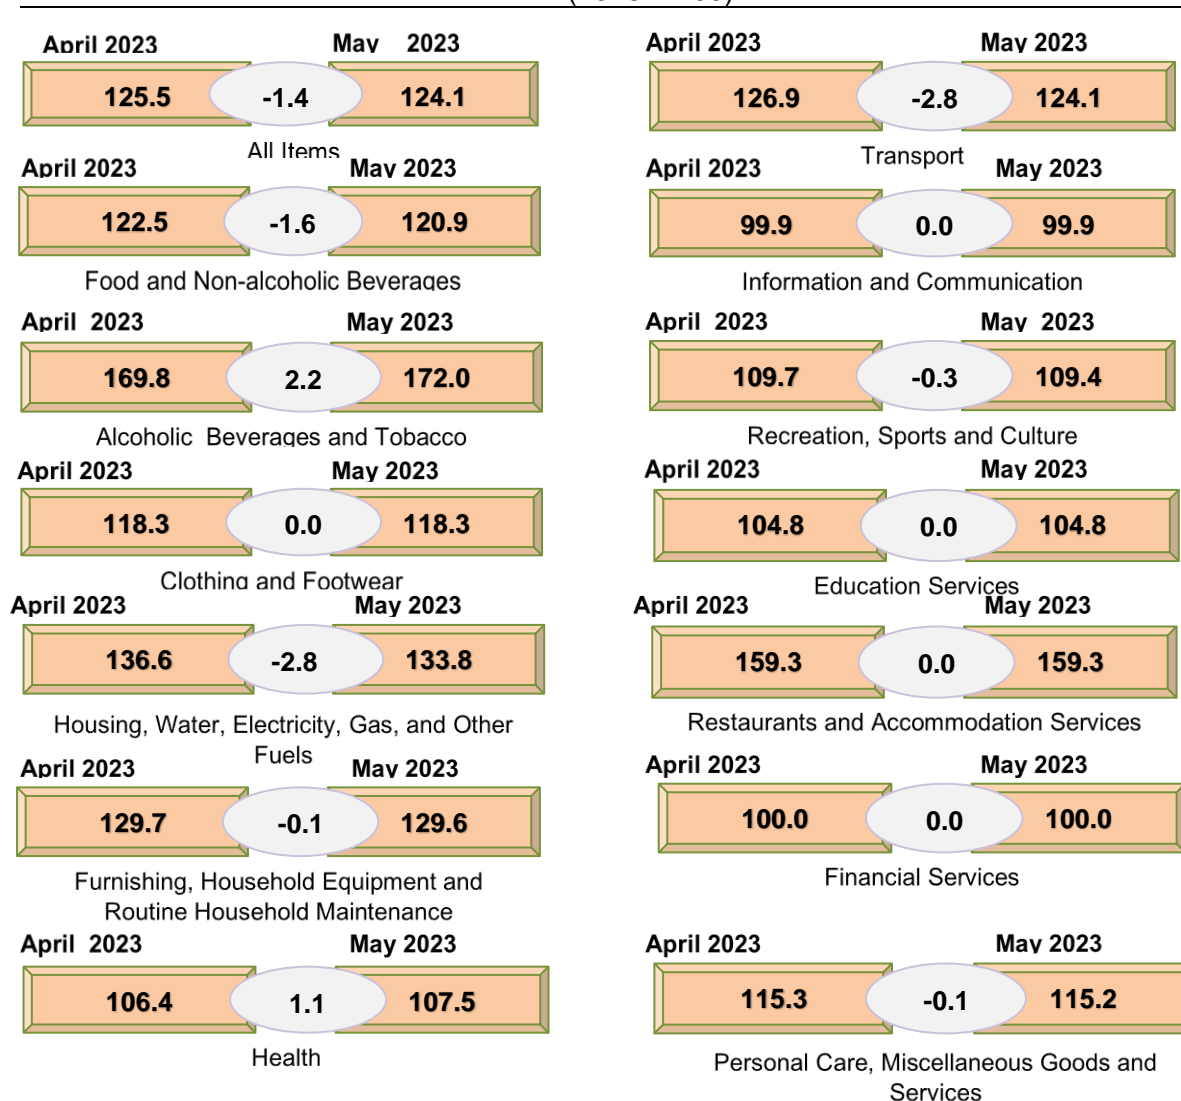 April 2023 May 2023
125.5 -1.4 124.1
All Items
April 2023 May 2023
122.5 -1.6 120.9
Food and Non-alcoholic Beverages
April 2023 May 2023
169.8 2.2 172.0
Alcoholic Beverages and Tobacco
April 2023 May 2023
118.3 0.0 118.3
Clothing and Footwear
April 2023 May 2023
136.6 -2.8 133.8
Housing, Water, Electricity, Gas, and Other
Fuels
April 2023 May 2023
129.7 -0.1 129.6
Furnishing, Household Equipment and
Routine Household Maintenance
April 2023 May 2023
106.4 1.1 107.5
Health
April 2023 May 2023
126.9 -2.8 124.1
Transport
April 2023 May 2023
99.9 0.0 99.9
Information and Communication
April 2023 May 2023
109.7 -0.3 109.4
Recreation, Sports and Culture
April 2023 May 2023
104.8 0.0 104.8
Education Services
April 2023 May 2023
159.3 0.0 159.3
Restaurants and Accommodation Services
April 2023 May 2023
100.0 0.0 100.0
Financial Services
April 2023 May 2023
115.3 -0.1 115.2
Personal Care, Miscellaneous Goods and
Services